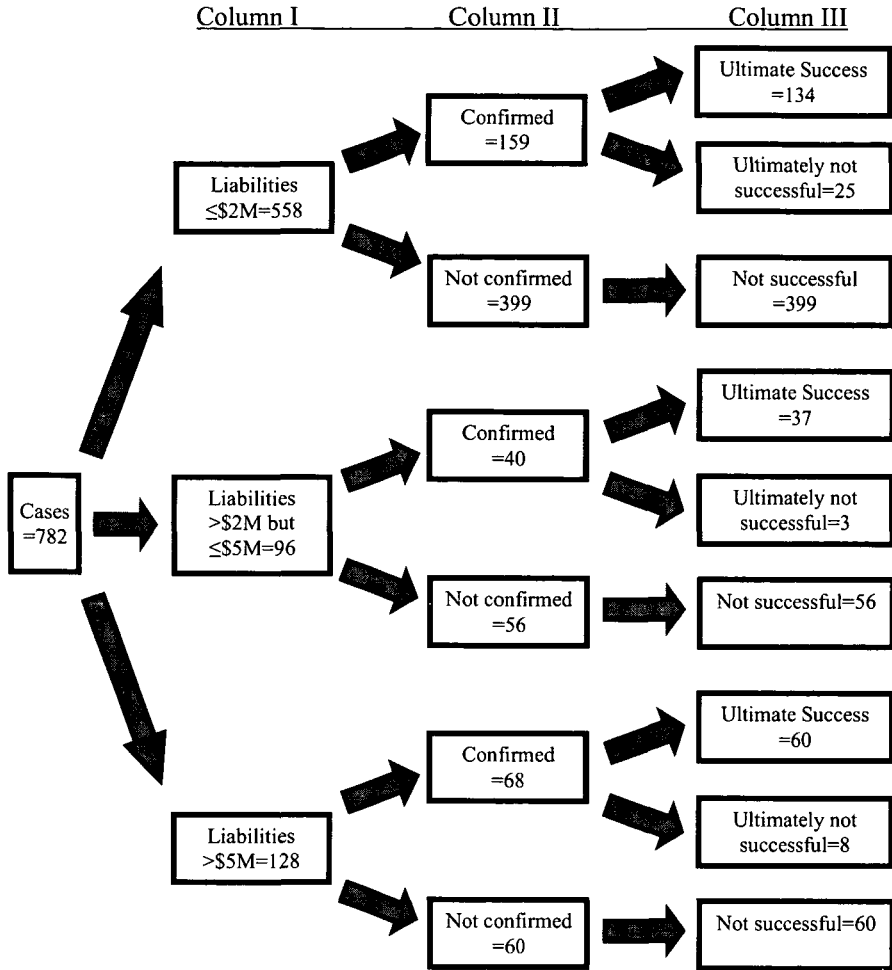 Column I Column II Column III
Ultimate Success
=134
Confirmed
=159
Ultimately not
successful=25
Liabilities
≤$2M=558
Not confirmed
=399
Not successful
=399
Ultimate Success
=37
Confirmed
=40
Ultimately not
successful=3
Cases
=782
Liabilities
>$2M but
≤$5M=96
Not confirmed
=56
Not successful=56
Ultimate Success
=60
Confirmed
=68
Ultimately not
successful=8
Liabilities
>$5M=128
Not confirmed
=60
Not successful=60